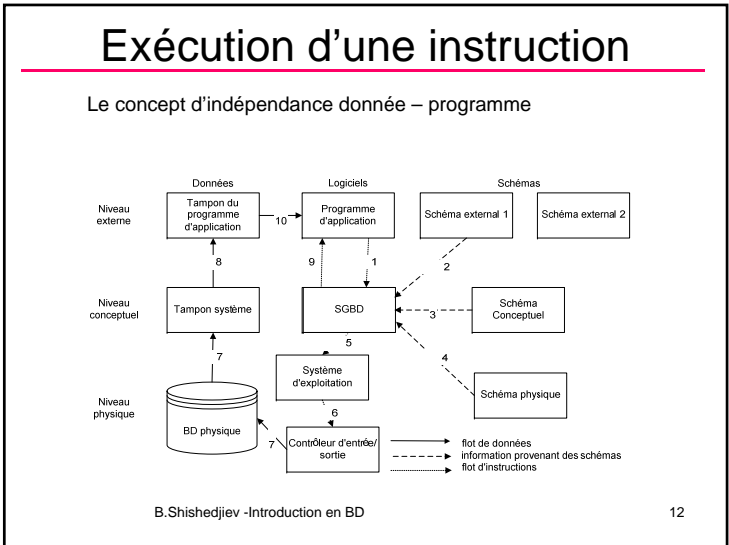 Exécution d'une instruction
Le concept d'indépendance donnée – programme
Données
Logiciels
Schémas
Niveau
externe
Tampon du
programme
d'application
10
Programme
d'application
Schéma external 1
Schéma external 2
8
9
1
2
Niveau
conceptuel
Tampon système
SGBD
3
Schéma
Conceptuel
7
5
4
Système
d'exploitation
Schéma physique
Niveau
physique
6
BD physique
7
Contrôleur d'entrée/
sortie
flot de données
information provenant des schémas
flot d'instructions
B.Shishedjiev -Introduction en BD
12